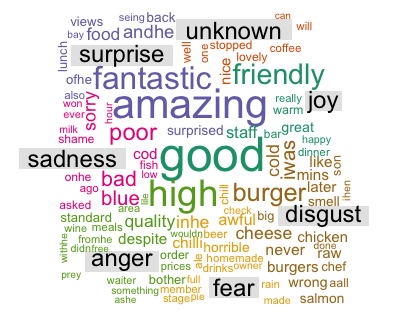 can
seing back
views
will
andhe
unknown
bay
food
one
stopped
coffee
surprise
well
lovely
lunch
nice
ofhe
fantastic
friendly
also
sorry
really
joy
won
hour
amazing
warm
ever
milk
poor
surprised
staff
bar
great
shame
happy
cod
good
cold
iwas
dinner
sadness
fish
like
son
onhe
bad
low
mins
ago
blue
high
chill
burger
later
asked
smell
area
check
standard
quality
inhe
awful
big
disgust
wine
meals
wouldn
beer
cheese
chicken
withhe
fromhe
despite
chilli
done
didnfree
horrible
never
raw
anger
order
ale
homemade
burgers
chef
prices
drinks
owner
prey
waiter
bother
full
fear
rain
wrong
aall
something
member
ashe
stage
pie
made
salmon